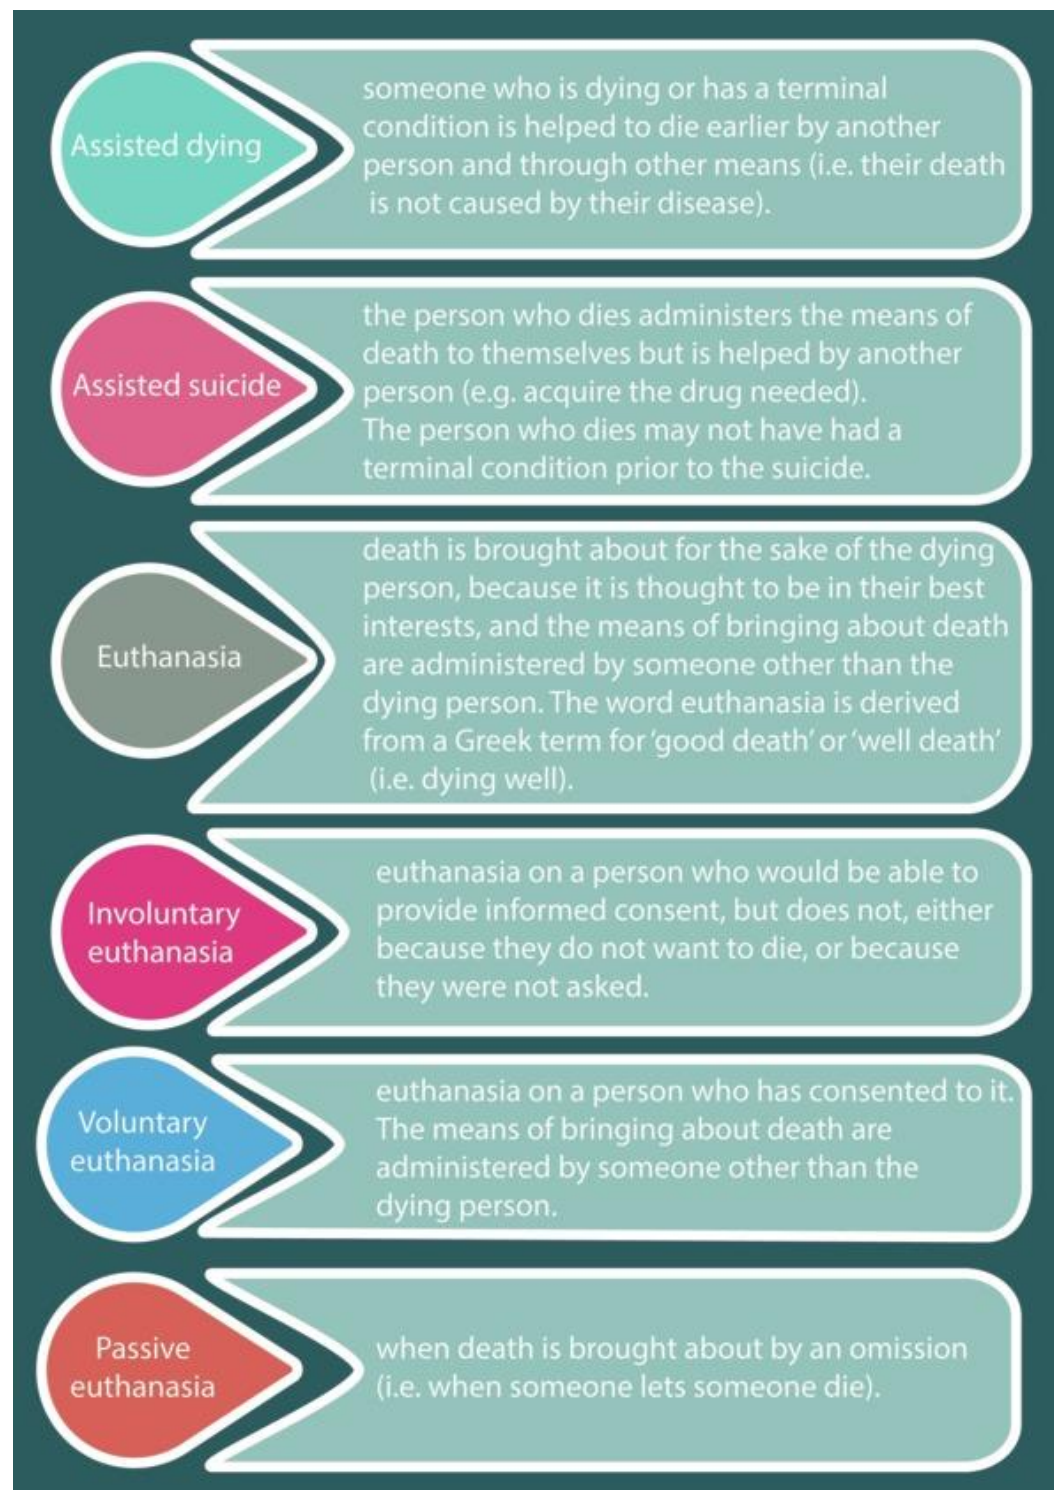 Assisted dying
someone who is dying or has a terminal
condition is helped to die earlier by another
person and through other means (i.e. their death
is not caused by their disease).
Assisted suicide
the person who dies administers the means of
death to themselves but is helped by another
person (e.g. acquire the drug needed).
The person who dies may not have had a
terminal condition prior to the suicide.
Euthanasia
death is brought about for the sake of the dying
person, because it is thought to be in their best
interests, and the means of bringing about death
are administered by someone other than the
dying person. The word euthanasia is derived
from a Greek term for ‘good death’ or ‘well death’
(i.e. dying well).
Involuntary
euthanasia
euthanasia on a person who would be able to
provide informed consent, but does not, either
because they do not want to die, or because
they were not asked.
Voluntary
euthanasia
euthanasia on a person who has consented to it.
The means of bringing about death are
administered by someone other than the
dying person.
Passive
euthanasia
when death is brought about by an omission
(i.e. when someone lets someone die).